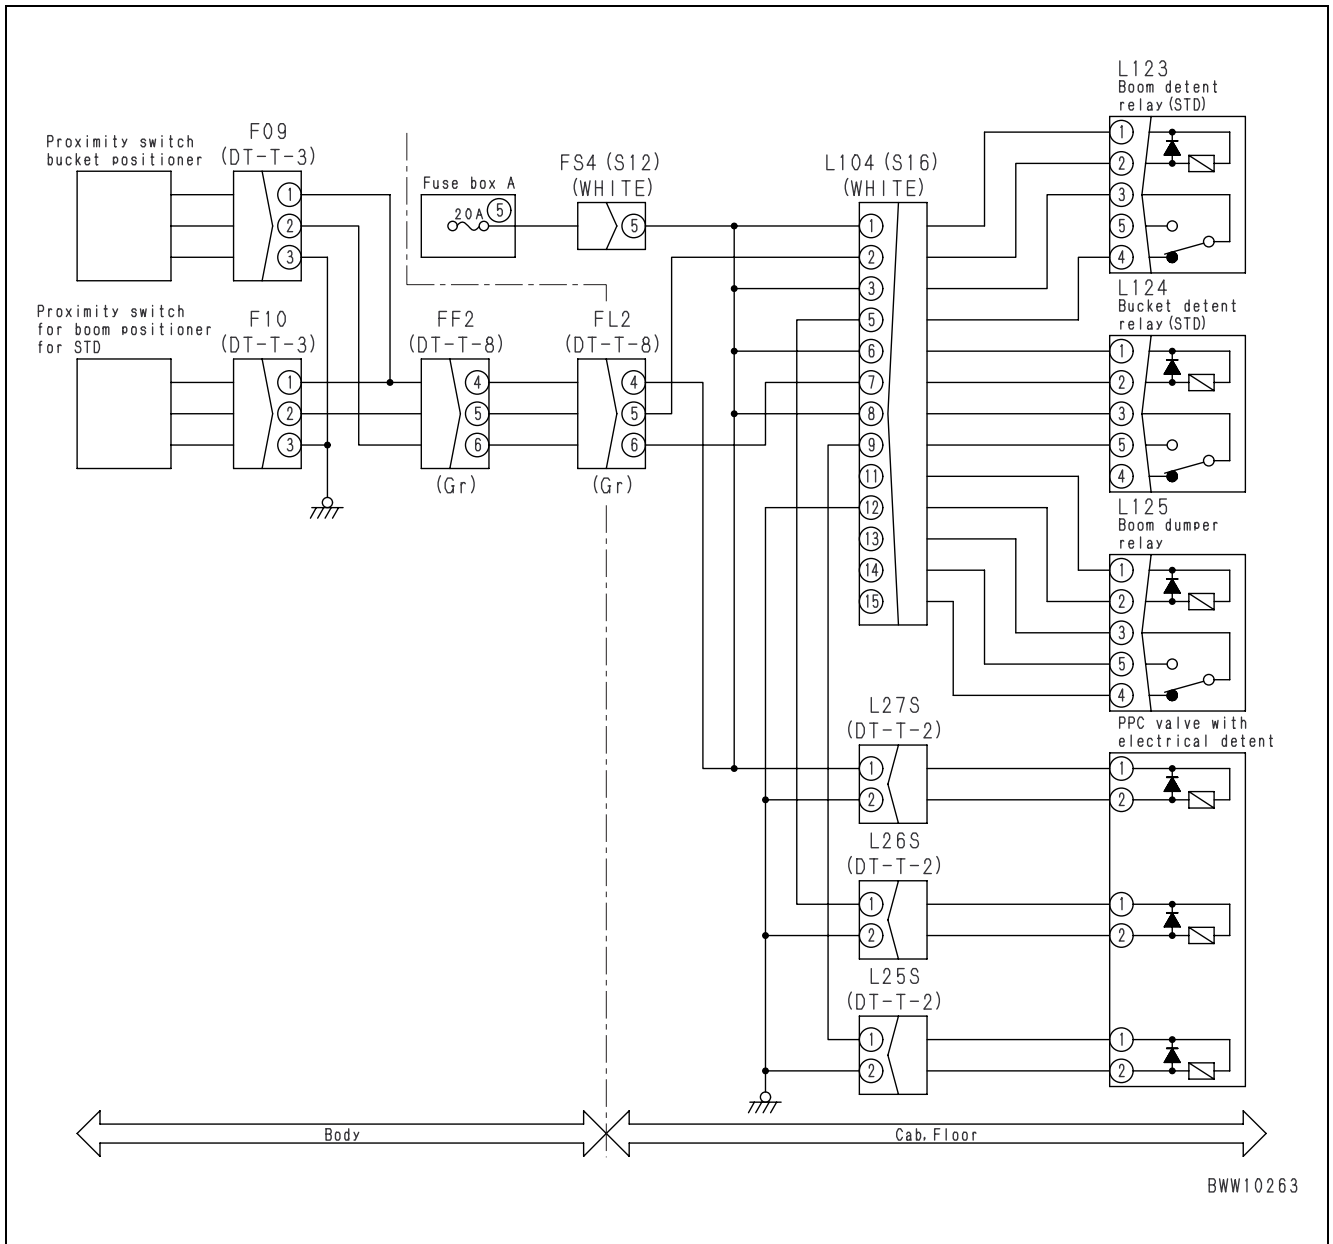 L123
Boom detent
relay(STD)
1
2
3
5
4
F09
(DT-T-3)
Proximity switch
bucket positioner
1
2
3
Fuse box A
20A
5
FS4(S12)
(WHITE)
5
L104(S16)
(WHITE)
1
2
3
5
6
7
8
9
11
12
13
14
15
L124
Bucket detent
relay(STD)
1
2
3
5
4
Proximity switch
for boom positioner
for STD
F10
(DT-T-3)
1
2
3
FF2
(DT-T-8)
4
5
6
(Gr)
FL2
(DT-T-8)
4
5
6
(Gr)
L125
Boom dumper
relay
1
2
3
5
4
L27S
(DT-T-2)
1
2
PPC valve with
electrical detent
1
2
L26S
(DT-T-2)
1
2
1
2
L25S
(DT-T-2)
1
2
1
2
Body
Cab, Floor
BWW10263